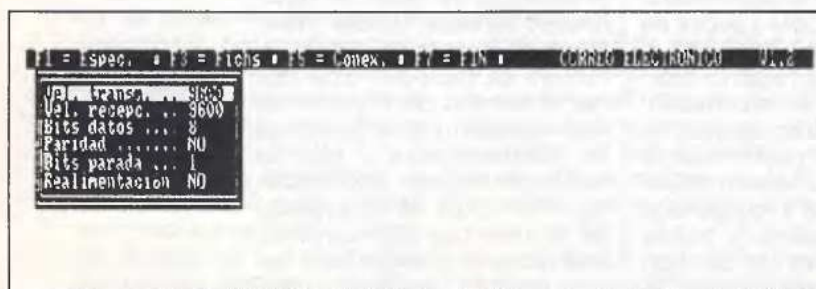 F1 = Espec. ▪ F3 = Fichs ▪ F5 = Conex. ▪ F7 = FIN ▪ CORREO ELECTRONICO V1.2
Vel. transm. .. 9600
Vel. recepc. .. 9600
Bits datos ... 8
Paridad ....... NO
Bits parada ... 1
Realimentacion NO